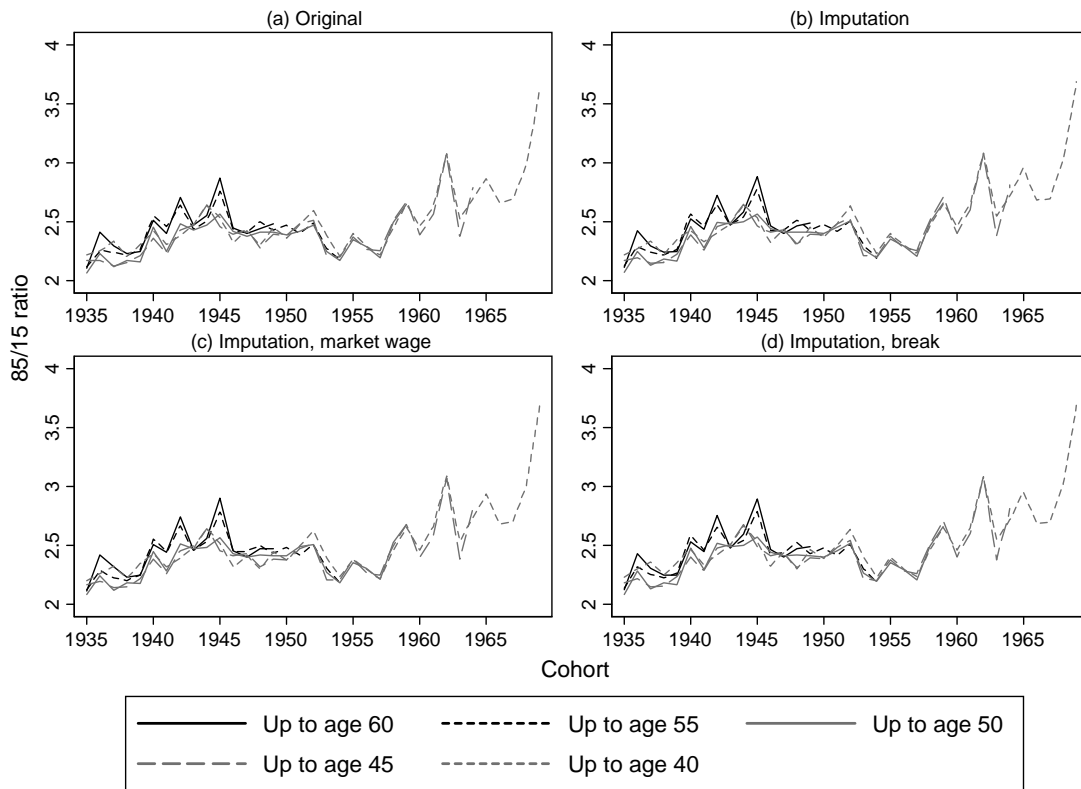 (a) Original
(b) Imputation
4
3.5
3
2.5
2
1935 1940 1945 1950 1955 1960 1965
4
3.5
3
2.5
2
1935 1940 1945 1950 1955 1960 1965
(c) Imputation, market wage
(d) Imputation, break
4
3.5
3
2.5
2
1935 1940 1945 1950 1955 1960 1965
4
3.5
3
2.5
2
1935 1940 1945 1950 1955 1960 1965
85/15 ratio
Cohort
Up to age 60 Up to age 55 Up to age 50
Up to age 45 Up to age 40